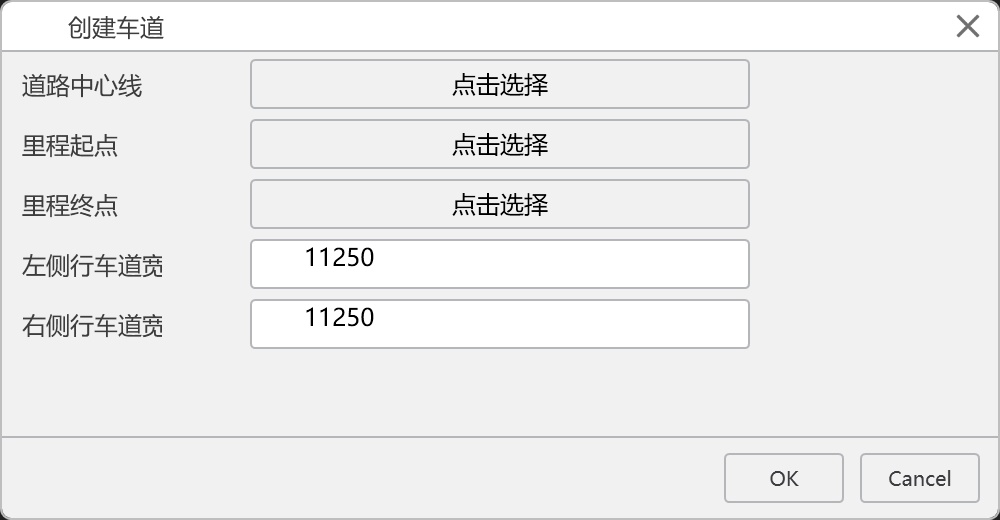 创建车道
道路中心线 点击选择
里程起点 点击选择
里程终点 点击选择
左侧行车道宽 11250
右侧行车道宽 11250
OK Cancel